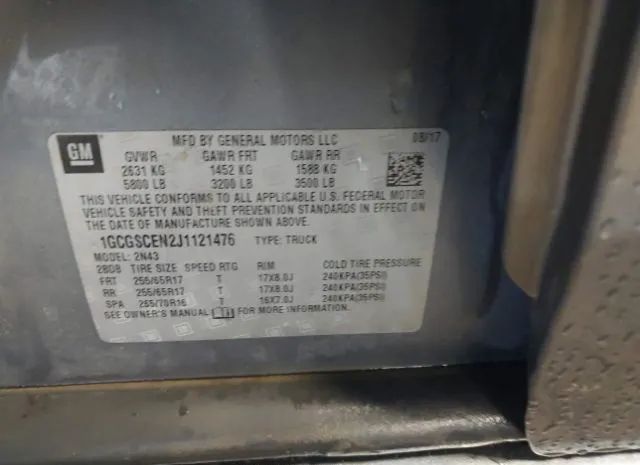 GM
MFD BY GENERAL MOTORS LLC 08/17
GVWR GAWR FRT GAWR RR
2631 KG 1452 KG 1588 KG
5800 LB 3200 LB 3500 LB
THIS VEHICLE CONFORMS TO ALL APPLICABLE U.S. FEDERAL MOTOR
VEHICLE SAFETY AND THEFT PREVENTION STANDARDS IN EFFECT ON
THE DATE OF MANUFACTURE SHOWN ABOVE.
1GCGSCEN2J1121476 TYPE: TRUCK
MODEL: 2N43
TIRE SIZE SPEED RTG RIM COLD TIRE PRESSURE
FRT 255/65R17 T 17X8.0J 240KPA(35PSI)
RR 255/65R17 T 17X8.0J 240KPA(35PSI)
SPA 265/70R16 T 16X7.0J 240KPA(35PSI)
SEE OWNER'S MANUAL FOR MORE INFORMATION.